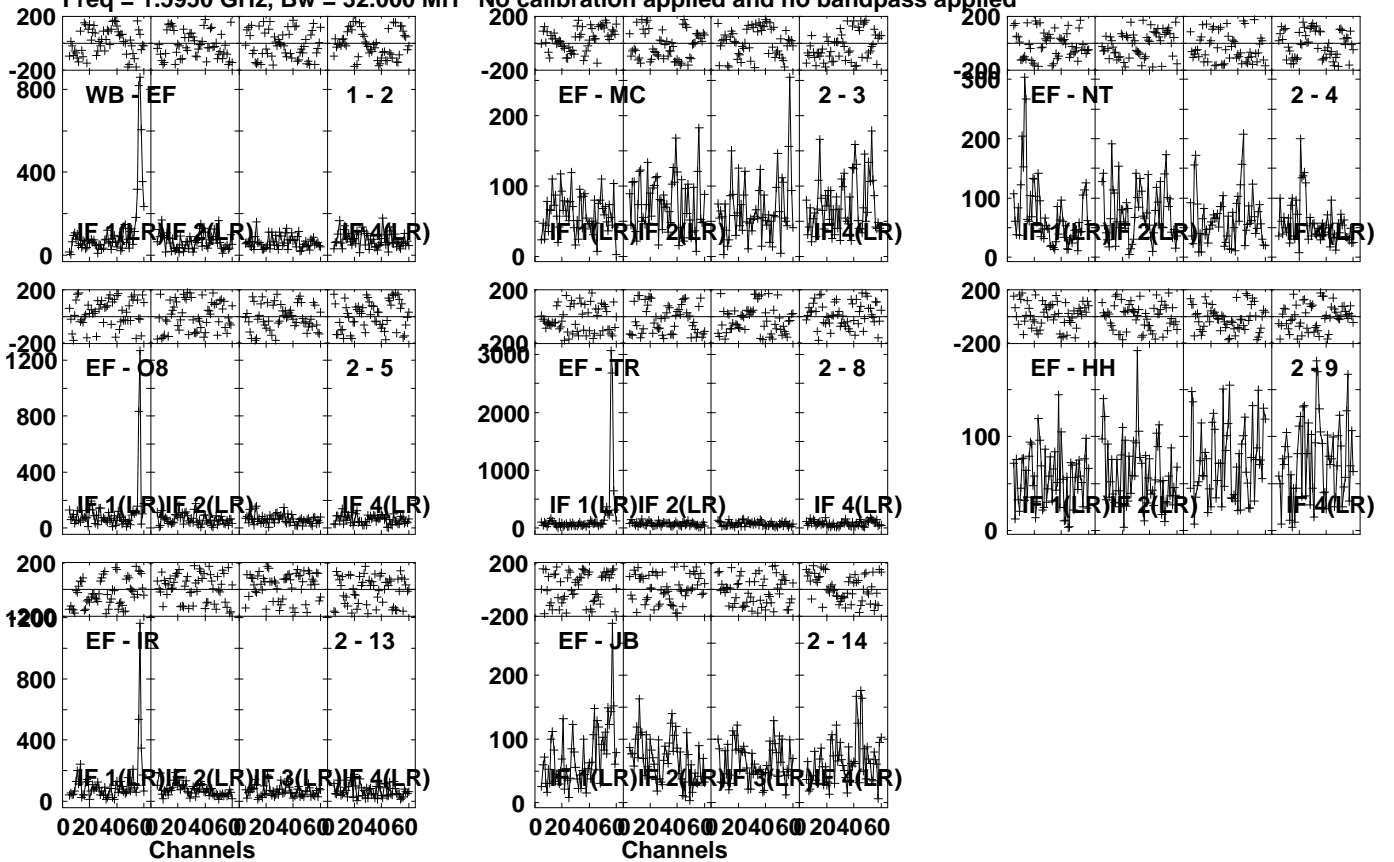 Freq = 1.5950 GHz, Bw = 32.000 MH No calibration applied and no bandpass applied
200
-200
800
400
0
WB - EF 1 - 2
IF 1(LR) IF 2(LR) IF 4(LR)
200
-200
200
100
0
EF - MC 2 - 3
IF 1(LR) IF 2(LR) IF 4(LR)
200
-200
300
200
100
0
EF - NT 2 - 4
IF 1(LR) IF 2(LR) IF 4(LR)
200
-200
1200
800
400
0
EF - O8 2 - 5
IF 1(LR) IF 2(LR) IF 4(LR)
200
-200
3000
2000
1000
0
EF - TR 2 - 8
IF 1(LR) IF 2(LR) IF 4(LR)
200
-200
100
0
EF - HH 2 - 9
IF 1(LR) IF 2(LR) IF 4(LR)
200
-200
1200
800
400
0
EF - IR 2 - 13
IF 1(LR) IF 2(LR) IF 3(LR) IF 4(LR)
0 20 40 60 0 20 40 60 0 20 40 60 0 20 40 60
Channels
200
-200
200
100
0
EF - JB 2 - 14
IF 1(LR) IF 2(LR) IF 3(LR) IF 4(LR)
0 20 40 60 0 20 40 60 0 20 40 60 0 20 40 60
Channels